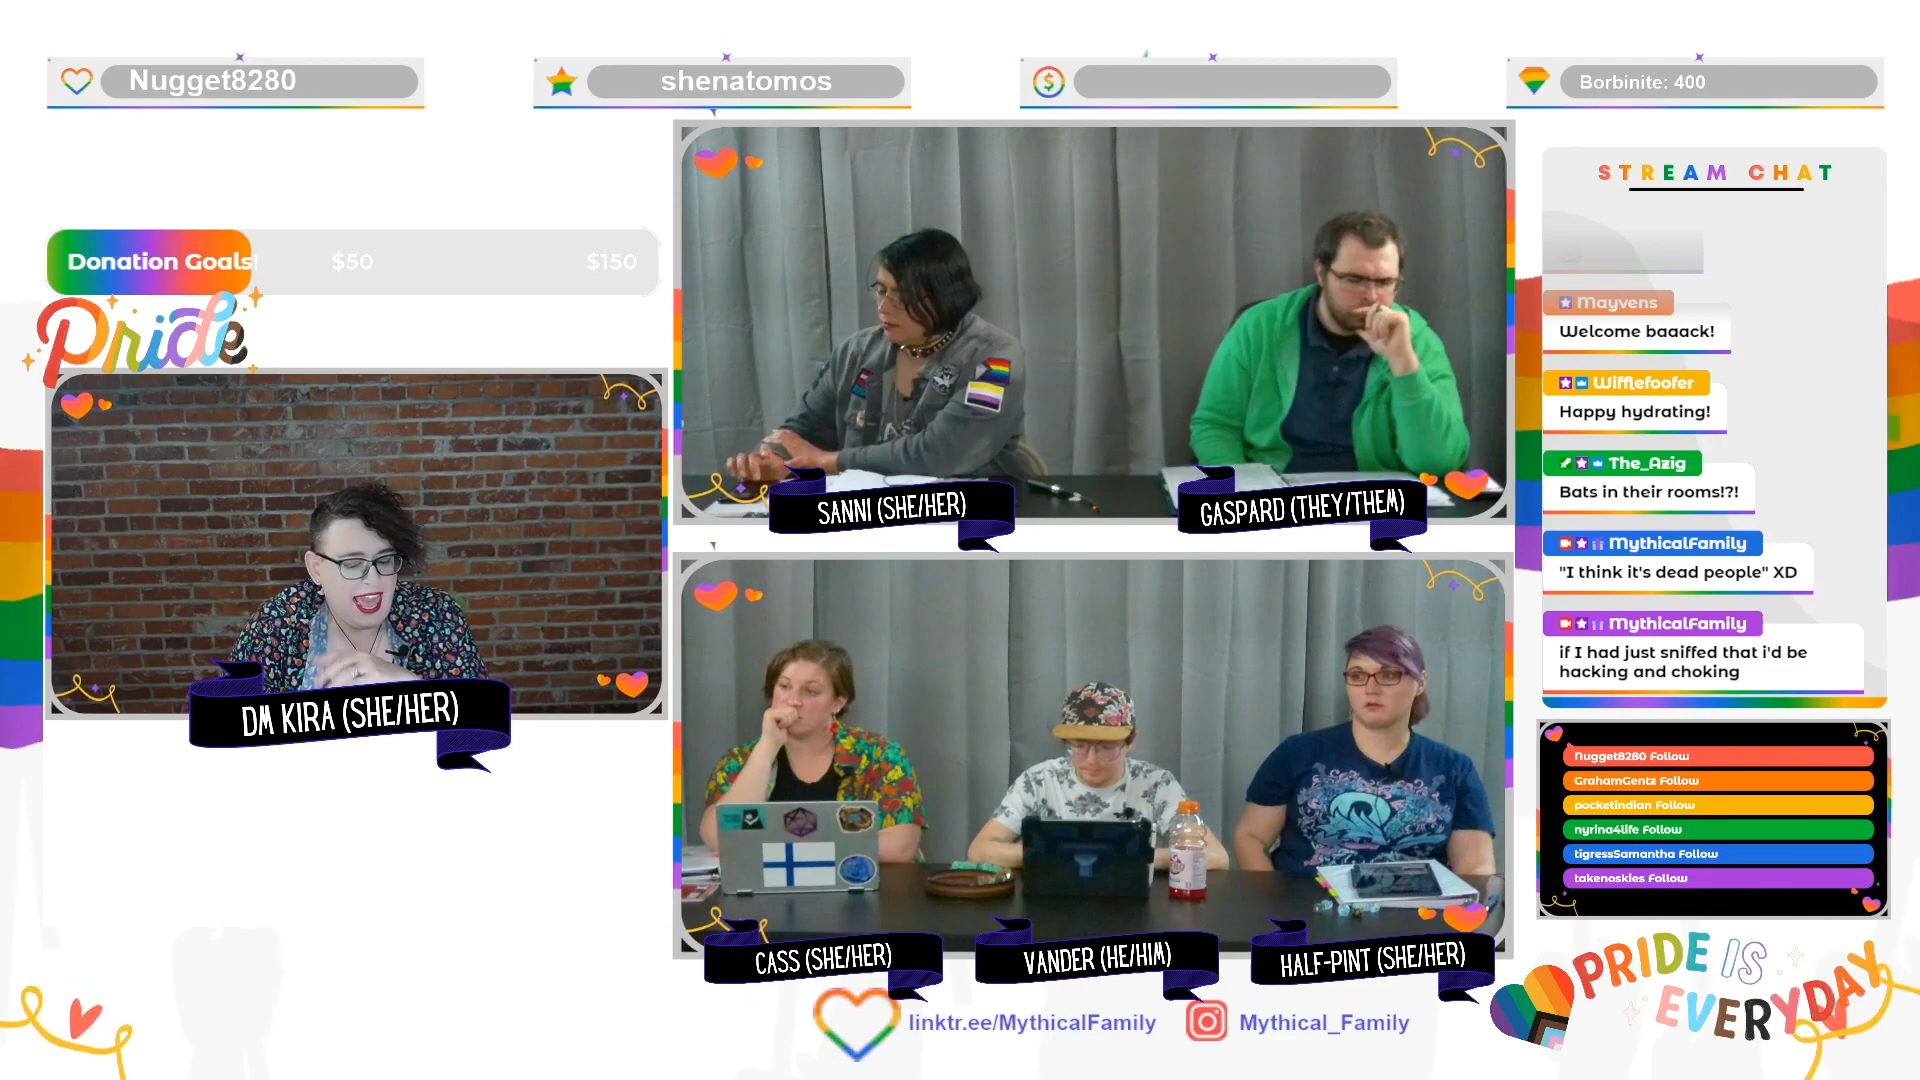 Nugget8280
shenatomos
Borbinite: 400
STREAM CHAT
Donation Goals!
$50
$150
Pride
Mayvens
Welcome baaack!
Wifflefoofer
Happy hydrating!
The_Azig
Bats in their rooms!?!
MythicalFamily
"I think it's dead people" XD
MythicalFamily
if I had just sniffed that i'd be
hacking and choking
SANNI (SHE/HER)
GASPARD (THEY/THEM)
DM KIRA (SHE/HER)
Nugget8280 Follow
GrahamGentz Follow
pocketindian Follow
nyrina4life Follow
tigressSamantha Follow
takenoskies Follow
CASS (SHE/HER)
VANDER (HE/HIM)
HALF-PINT (SHE/HER)
PRIDE IS
EVERYDAY
linktr.ee/MythicalFamily
Mythical_Family